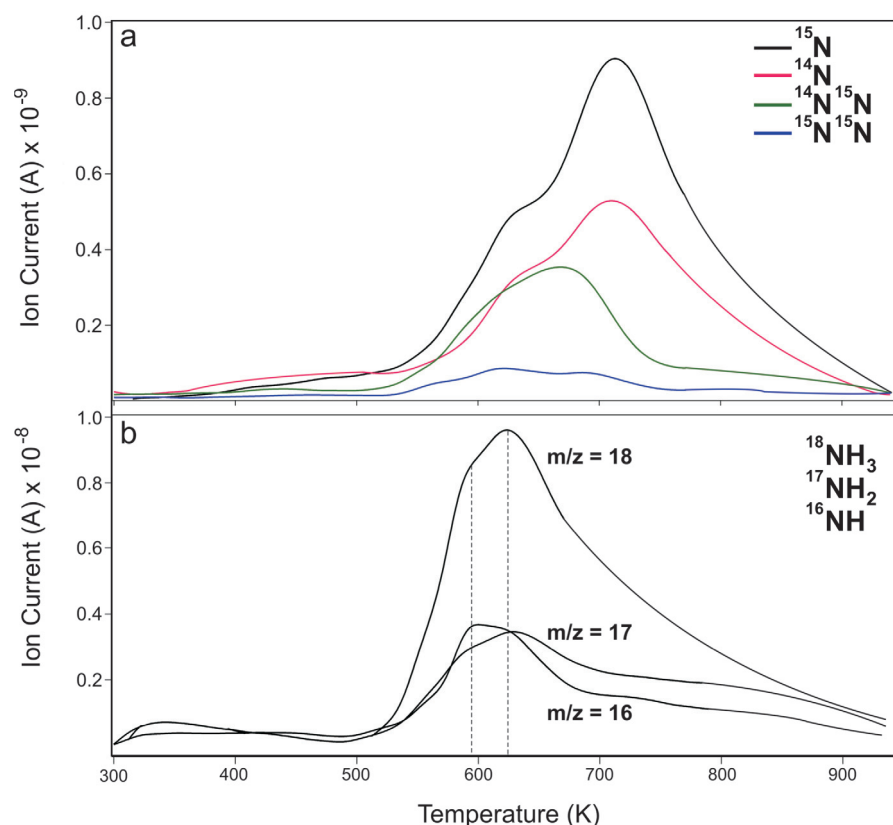 a
Ion Current (A) x 10⁻⁹
1.0
0.8
0.6
0.4
0.2
¹⁵N
¹⁴N
¹⁴N¹⁵N
¹⁵N¹⁵N
b
Ion Current (A) x 10⁻⁸
1.0
0.8
0.6
0.4
0.2
m/z = 18
m/z = 17
m/z = 16
¹⁸NH₃
¹⁷NH₂
¹⁶NH
300 400 500 600 700 800 900
Temperature (K)